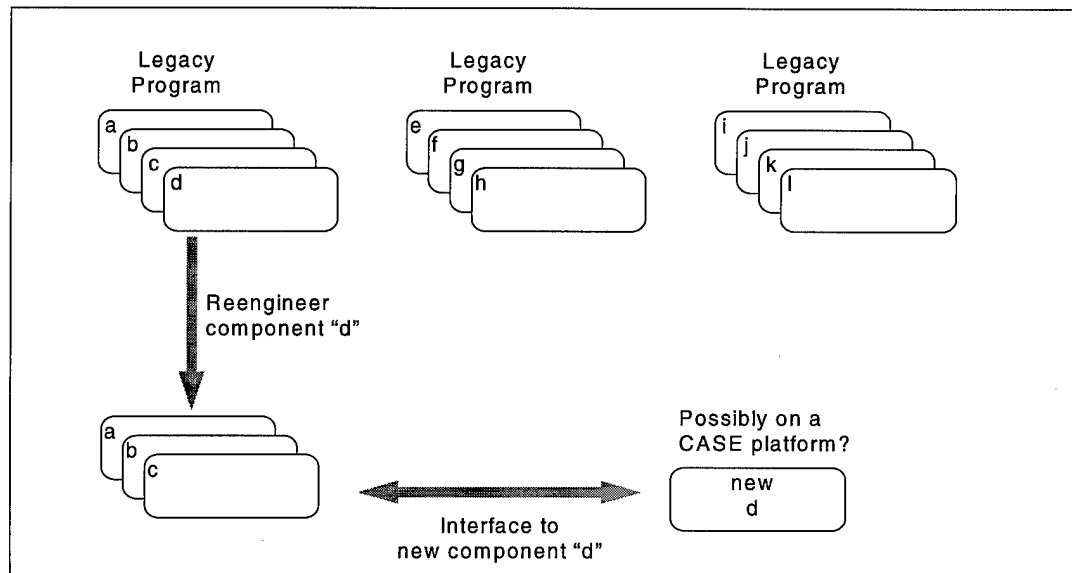 Legacy
Program
Legacy
Program
Legacy
Program
a
b
c
d
e
f
g
h
i
j
k
l
Reengineer
component “d”
a
b
c
Possibly on a
CASE platform?
new
d
Interface to
new component “d”